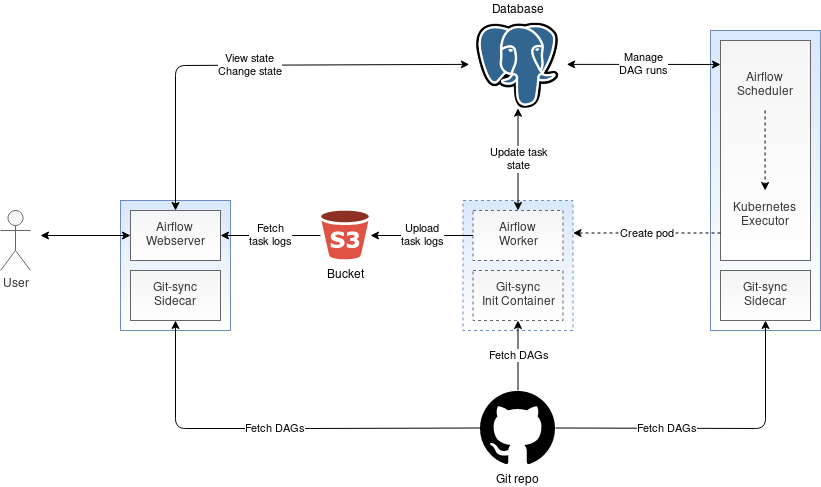 Database
View state
Change state
Manage
DAG runs
Airflow
Scheduler
Update task
state
Kubernetes
Executor
Airflow
Webserver
Fetch
task logs
S3
Upload
task logs
Airflow
Worker
Create pod
User
Bucket
Git-sync
Sidecar
Git-sync
Init Container
Git-sync
Sidecar
Fetch DAGs
Fetch DAGs
Fetch DAGs
Git repo